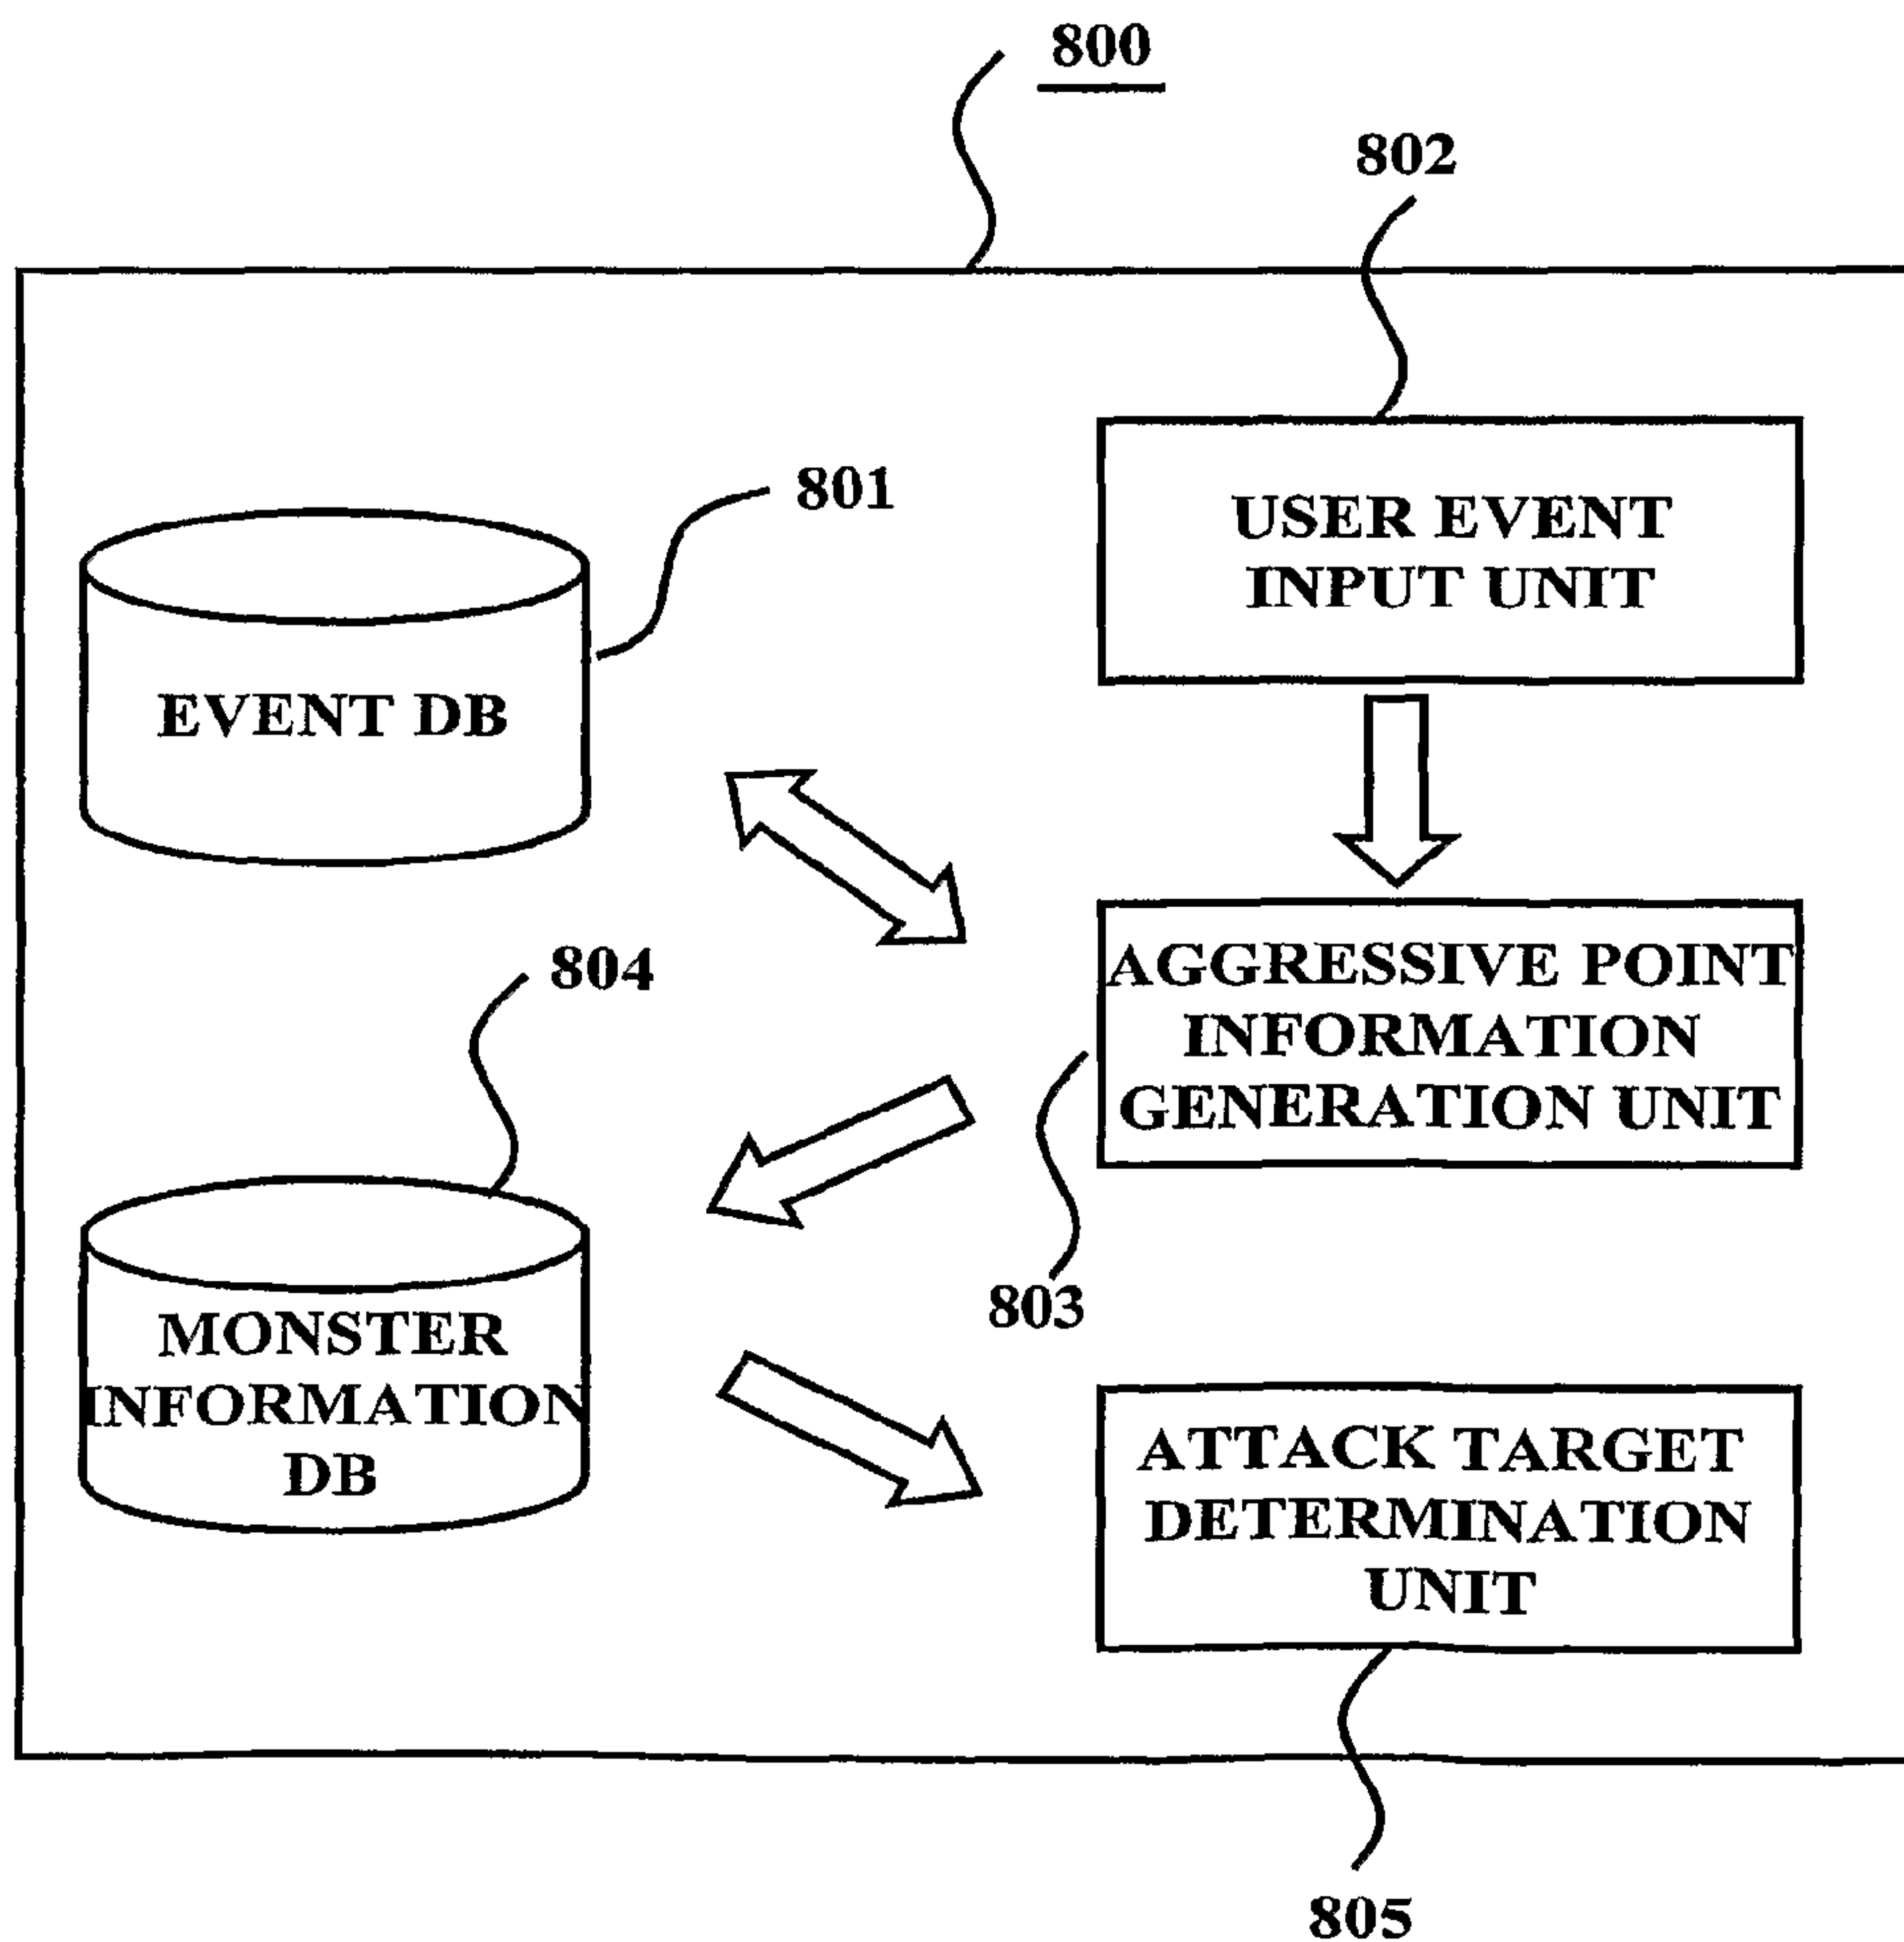 800
802
801
USER EVENT
INPUT UNIT
EVENT DB
804
AGGRESSIVE POINT
INFORMATION
GENERATION UNIT
803
MONSTER
INFORMATION
DB
ATTACK TARGET
DETERMINATION
UNIT
805